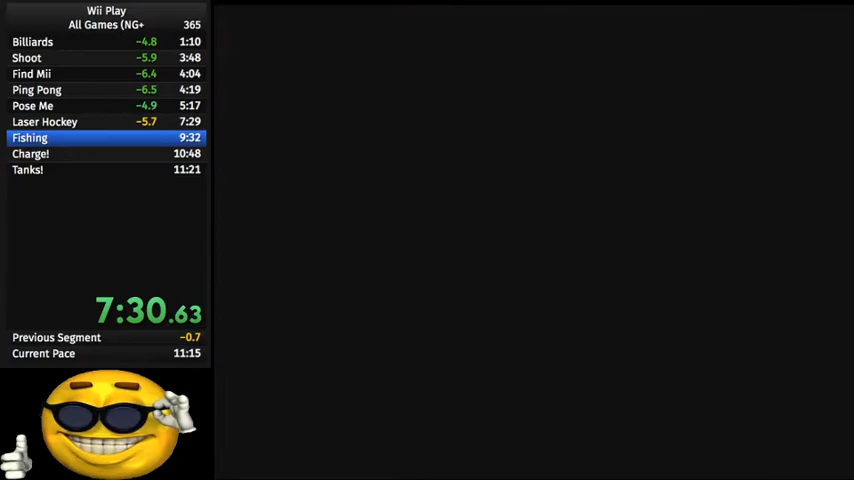 Wii Play
All Games (NG+ 365
Billiards −4.8 1:10
Shoot −5.9 3:48
Find Mii −6.4 4:04
Ping Pong −6.5 4:19
Pose Me −4.9 5:17
Laser Hockey −5.7 7:29
Fishing 9:32
Charge! 10:48
Tanks! 11:21
7:30.63
Previous Segment −0.7
Current Pace 11:15